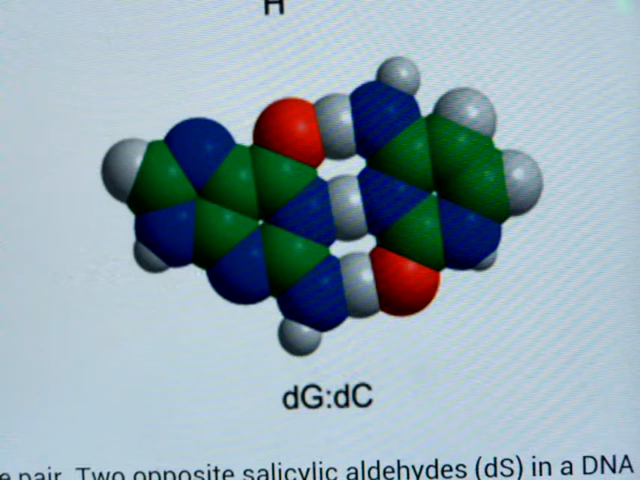 H
dG:dC
e pair. Two opposite salicylic aldehydes (dS) in a DNA